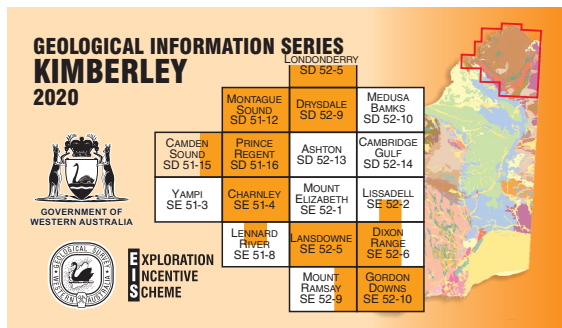 GEOLOGICAL INFORMATION SERIES
KIMBERLEY
2020
LONDONDERRY
SD 52-5
MONTAGUE
SOUND
SD 51-12
DRYSDALE
SD 52-9
MEDUSA
BANKS
SD 52-10
CAMDEN
SOUND
SD 51-15
PRINCE
REGENT
SD 51-16
ASHTON
SD 52-13
CAMBRIDGE
GULF
SD 52-14
YAMPI
SE 51-3
CHARNLEY
SE 51-4
MOUNT
ELIZABETH
SE 52-1
LISSADELL
SE 52-2
LENNARD
RIVER
SE 51-8
LANSDOWNE
SE 52-5
DIXON
RANGE
SE 52-6
MOUNT
RAMSAY
SE 52-9
GORDON
DOWNS
SE 52-10
GOVERNMENT OF
WESTERN AUSTRALIA
GEOLOGICAL SURVEY
WESTERN AUSTRALIA
EXPLORATION
INCENTIVE
SCHEME